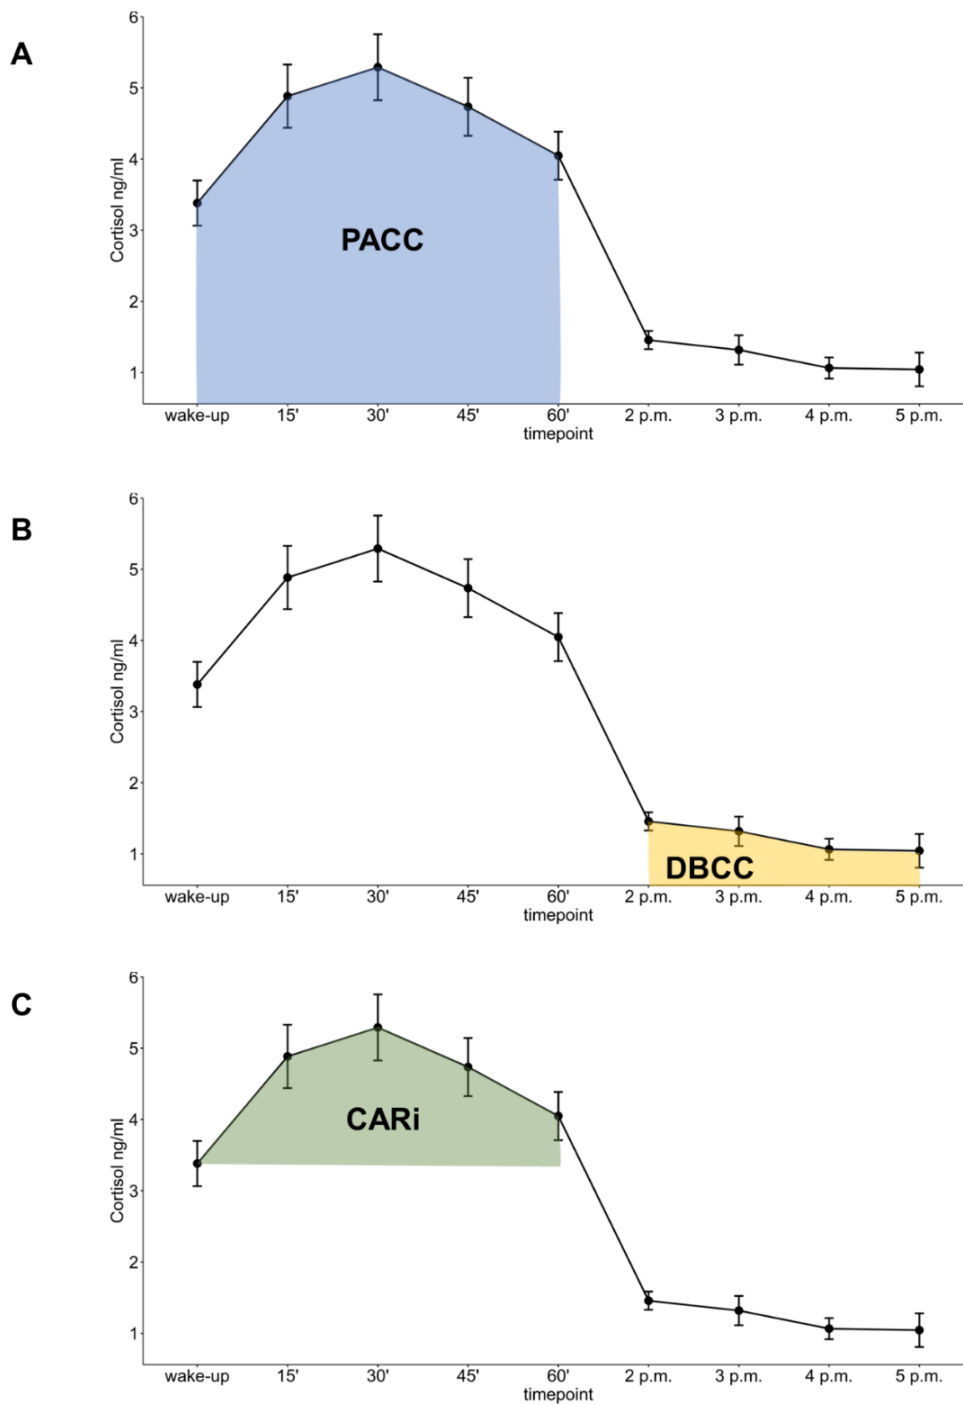 A
Cortisol ng/ml
6
5
4
3
2
1
PACC
wake-up 15' 30' 45' 60' 2 p.m. 3 p.m. 4 p.m. 5 p.m.
timepoint
B
Cortisol ng/ml
6
5
4
3
2
1
DBCC
wake-up 15' 30' 45' 60' 2 p.m. 3 p.m. 4 p.m. 5 p.m.
timepoint
C
Cortisol ng/ml
6
5
4
3
2
1
CARi
wake-up 15' 30' 45' 60' 2 p.m. 3 p.m. 4 p.m. 5 p.m.
timepoint